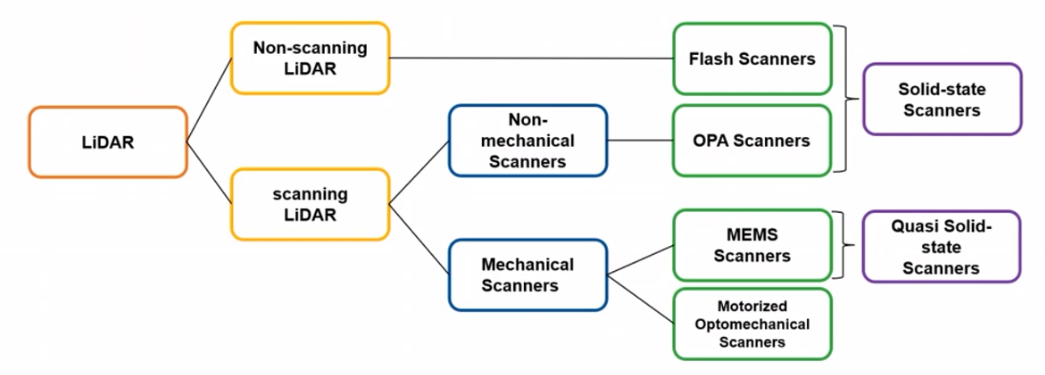 LiDAR
Non-scanning
LiDAR
scanning
LiDAR
Non-
mechanical
Scanners
Mechanical
Scanners
Flash Scanners
OPA Scanners
MEMS
Scanners
Motorized
Optomechanical
Scanners
Solid-state
Scanners
Quasi Solid-
state
Scanners